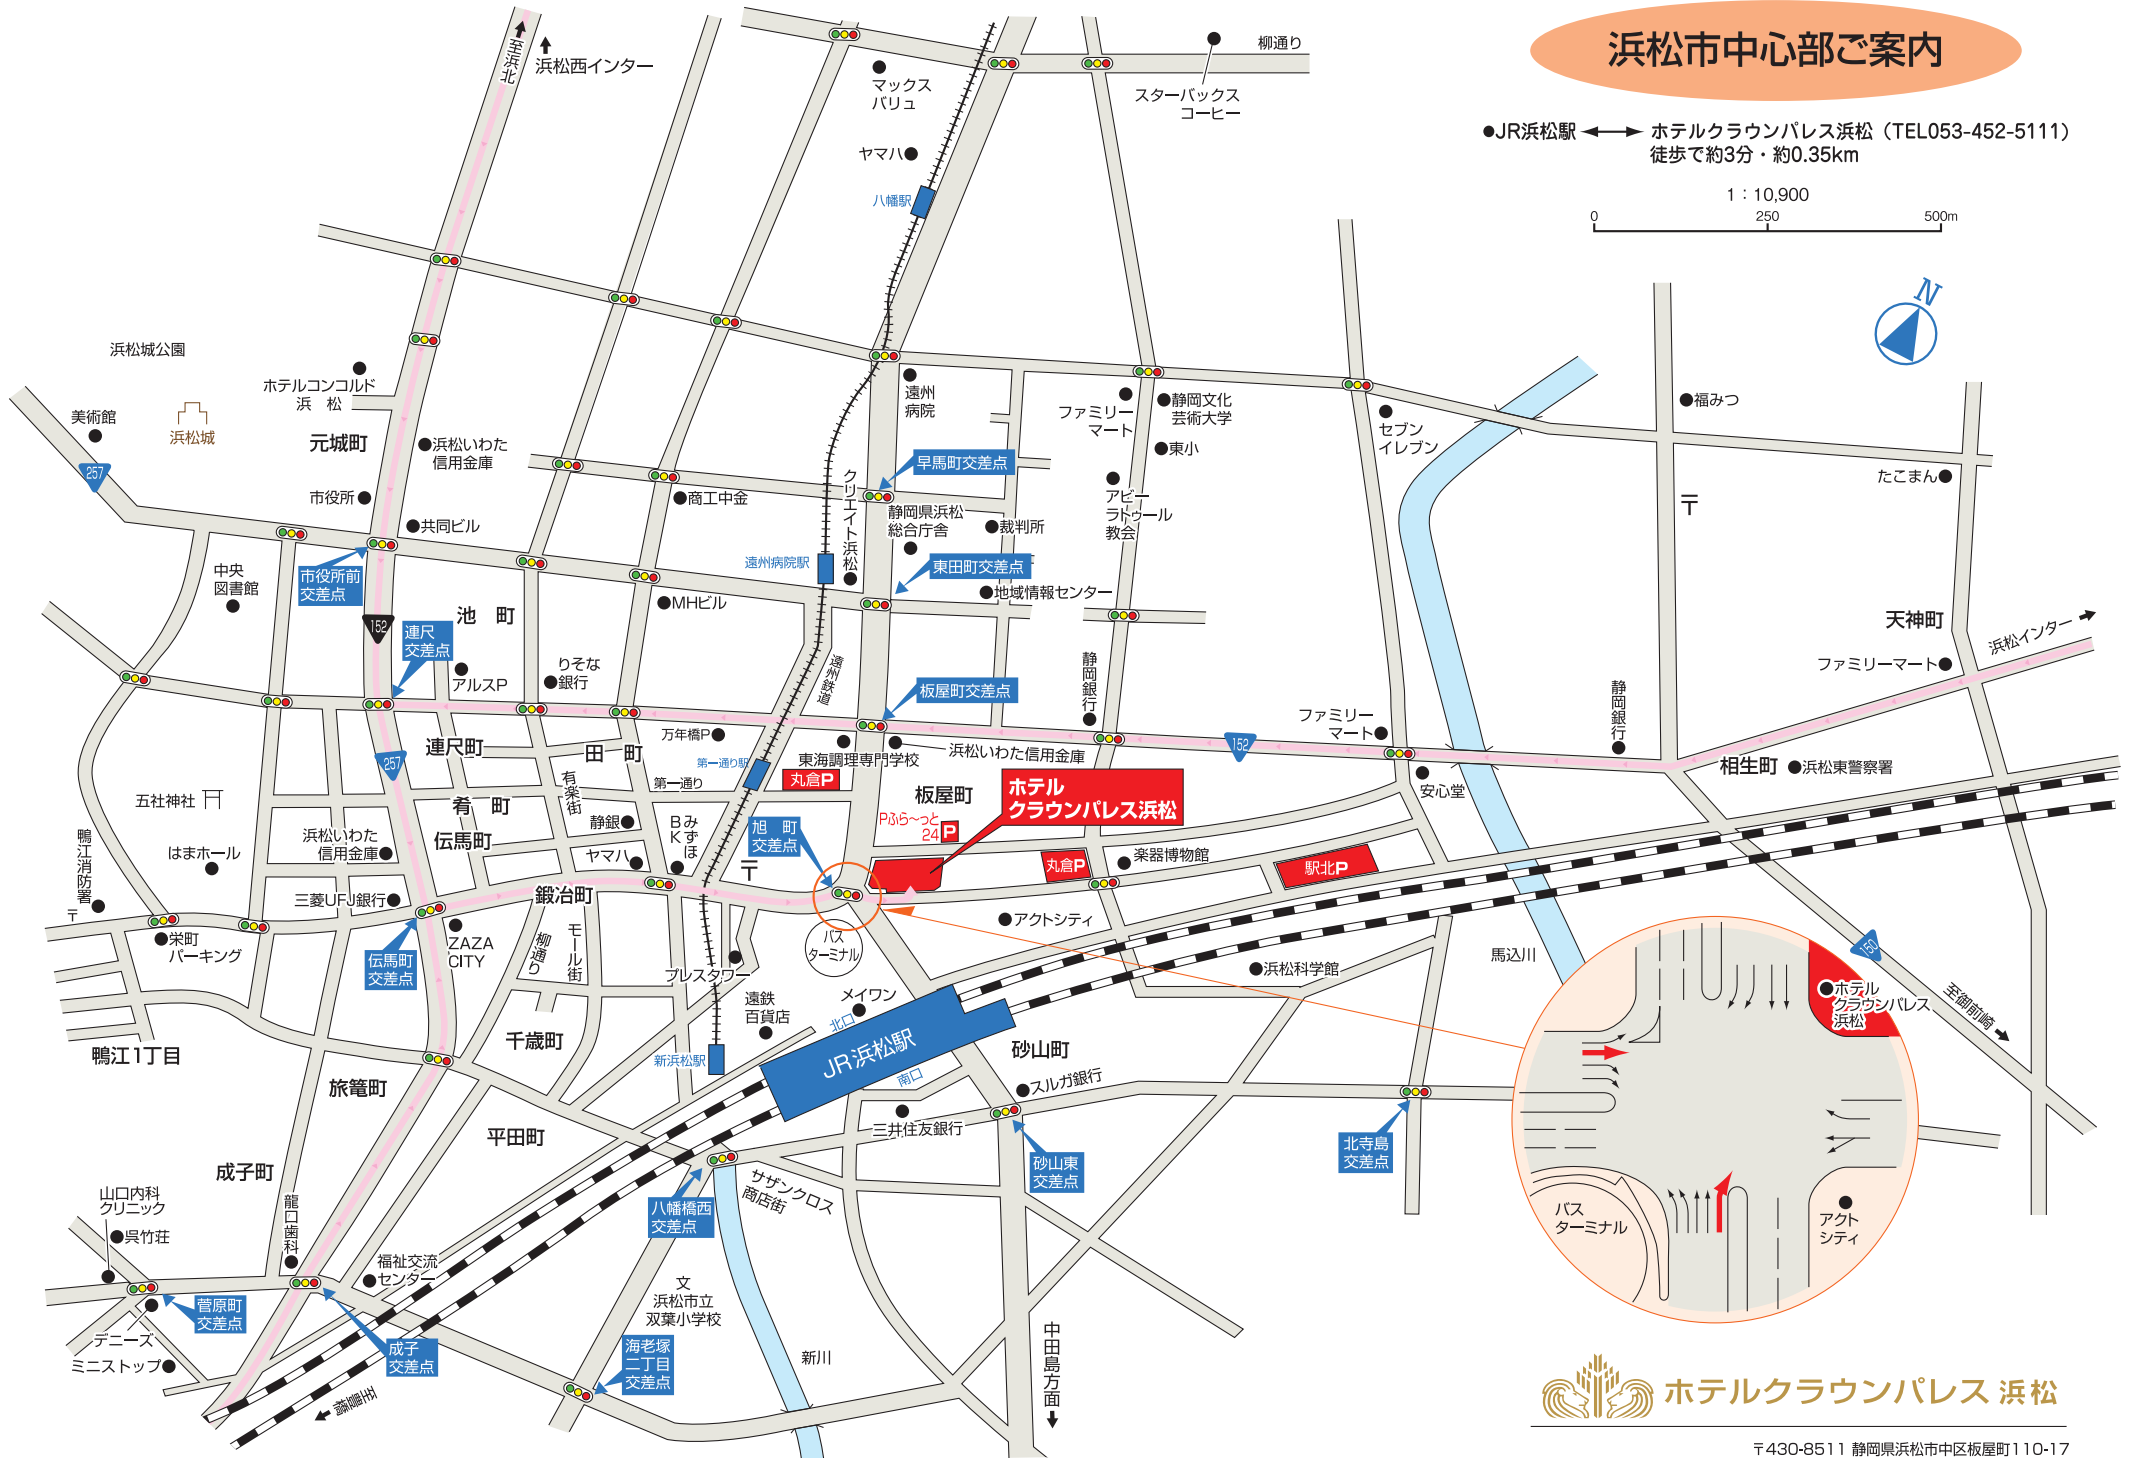 浜松市中心部ご案内
●JR浜松駅 ⟷ ホテルクラウンパレス浜松（TEL053-452-5111）
徒歩で約3分・約0.35km
1：10,900
0 250 500m
N
至浜北
浜松西インター
マックス
バリュ
ヤマハ
八幡駅
柳通り
スターバックス
コーヒー
浜松城公園
ホテルコンコルド
浜 松
美術館
浜松城
元城町
浜松いわた
信用金庫
257
市役所
共同ビル
商工中金
クリエイト浜松
遠州
病院
早馬町交差点
静岡県浜松
総合庁舎
裁判所
ファミリー
マート
静岡文化
芸術大学
東小
アビー
ラトゥール
教会
セブン
イレブン
福みつ
〒
たこまん
市役所前
交差点
中央
図書館
遠州病院駅
東田町交差点
地域情報センター
MHビル
池 町
152
連尺
交差点
アルスP
りそな
銀行
遠州鉄道
板屋町交差点
静岡銀行
天神町
浜松インター
ファミリーマート
静岡銀行
ファミリー
マート
152
連尺町
257
田 町
万年橋P
第一通り駅
第一通り
東海調理専門学校
浜松いわた信用金庫
丸倉P
板屋町
ホテル
クラウンパレス浜松
Pふら〜っと
24
P
安心堂
相生町
浜松東警察署
五社神社
肴 町
有楽街
伝馬町
静銀
ヤマハ
みずほ
BK
〒
旭 町
交差点
浜松いわた
信用金庫
はまホール
鴨江消防署
〒
三菱UFJ銀行
鍛冶町
丸倉P
楽器博物館
駅北P
アクトシティ
バス
ターミナル
栄町
パーキング
伝馬町
交差点
ZAZA
CITY
柳通り
モール街
プレスタワー
遠鉄
百貨店
メイワン
北口
JR浜松駅
南口
新浜松駅
浜松科学館
馬込川
150
至御前崎
鴨江1丁目
千歳町
旅篭町
平田町
成子町
砂山町
スルガ銀行
三井住友銀行
砂山東
交差点
北寺島
交差点
サザンクロス
商店街
八幡橋西
交差点
山口内科
クリニック
呉竹荘
龍口歯科
福祉交流
センター
菅原町
交差点
デニーズ
ミニストップ
成子
交差点
至豊橋
文
浜松市立
双葉小学校
海老塚
二丁目
交差点
新川
中田島方面
ホテル
クラウンパレス
浜松
バス
ターミナル
アクト
シティ
ホテルクラウンパレス 浜松
〒430-8511 静岡県浜松市中区板屋町110-17